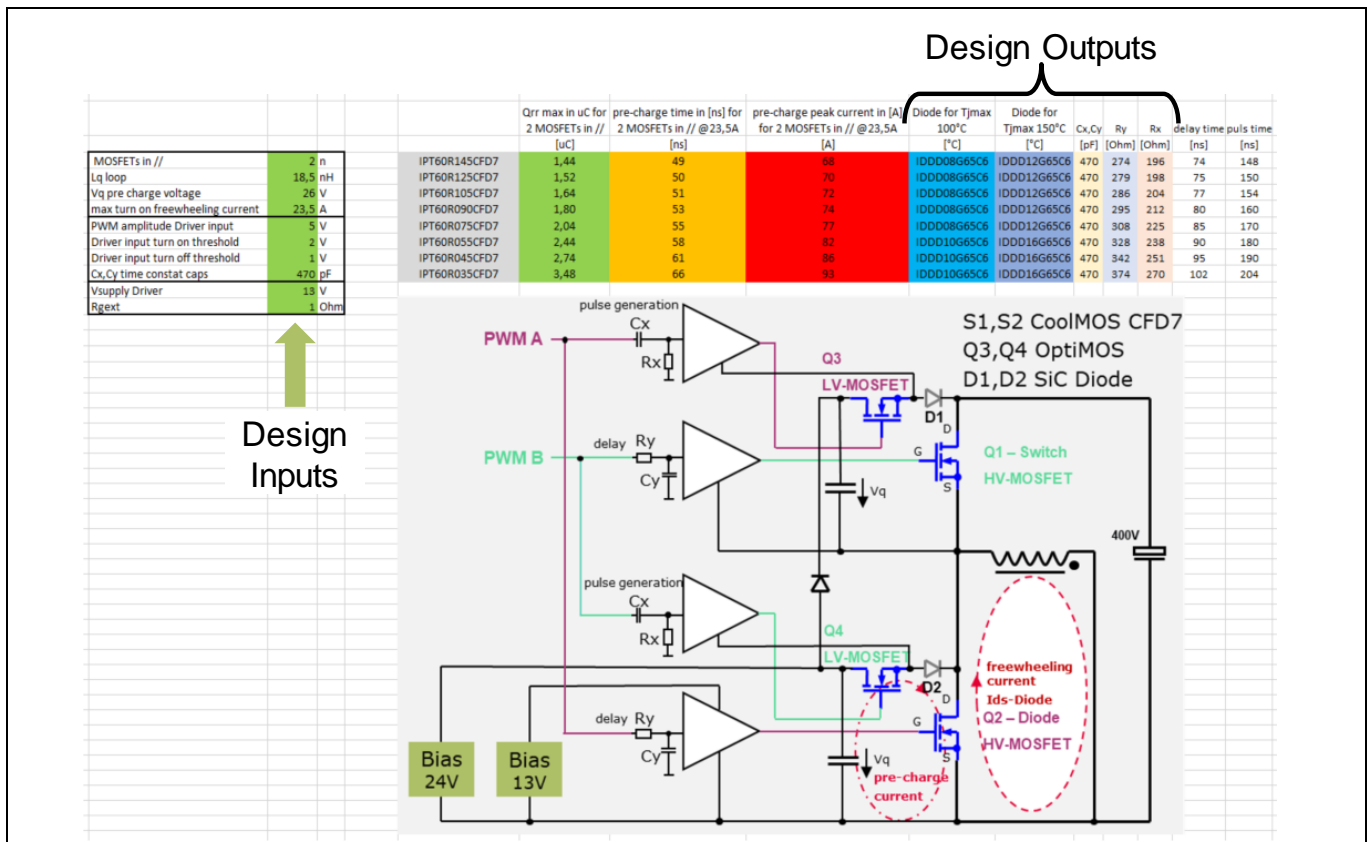 Design Outputs
Qrr max in uC for pre-charge time in [ns] for pre-charge peak current in [A] Diode for Tjmax Diode for
2 MOSFETs in // 2 MOSFETs in // @23,5A for 2 MOSFETs in // @23,5A 100°C Tjmax 150°C Cx,Cy Ry Rx delay time puls time
[uC] [ns] [A] [°C] [°C] [pF] [Ohm] [Ohm] [ns] [ns]
MOSFETs in // 2 n IPT60R145CFD7 1,44 49 68 IDDD08G65C6 IDDD12G65C6 470 274 196 74 148
Lq loop 18,5 nH IPT60R125CFD7 1,52 50 70 IDDD08G65C6 IDDD12G65C6 470 279 198 75 150
Vq pre charge voltage 26 V IPT60R105CFD7 1,64 51 72 IDDD08G65C6 IDDD12G65C6 470 286 204 77 154
max turn on freewheeling current 23,5 A IPT60R090CFD7 1,80 53 74 IDDD08G65C6 IDDD12G65C6 470 295 212 80 160
PWM amplitude Driver input 5 V IPT60R075CFD7 2,04 55 77 IDDD08G65C6 IDDD12G65C6 470 308 225 85 170
Driver input turn on threshold 2 V IPT60R055CFD7 2,44 58 82 IDDD10G65C6 IDDD16G65C6 470 328 238 90 180
Driver input turn off threshold 1 V IPT60R045CFD7 2,74 61 86 IDDD10G65C6 IDDD16G65C6 470 342 251 95 190
Cx,Cy time constat caps 470 pF IPT60R035CFD7 3,48 66 93 IDDD10G65C6 IDDD16G65C6 470 374 270 102 204
Vsupply Driver 13 V
Rgext 1 Ohm
Design
Inputs
pulse generation
Cx
PWM A
Rx
S1,S2 CoolMOS CFD7
Q3,Q4 OptiMOS
D1,D2 SiC Diode
Q3
LV-MOSFET
D1
D
delay Ry
PWM B
Cy
G
S
Q1 – Switch
HV-MOSFET
Vq
400V
pulse generation
Cx
Rx
Q4
LV-MOSFET
D2
D
freewheeling
current
Ids-Diode
Q2 – Diode
HV-MOSFET
delay Ry
Cy
G
S
Vq
pre-charge
current
Bias
24V
Bias
13V